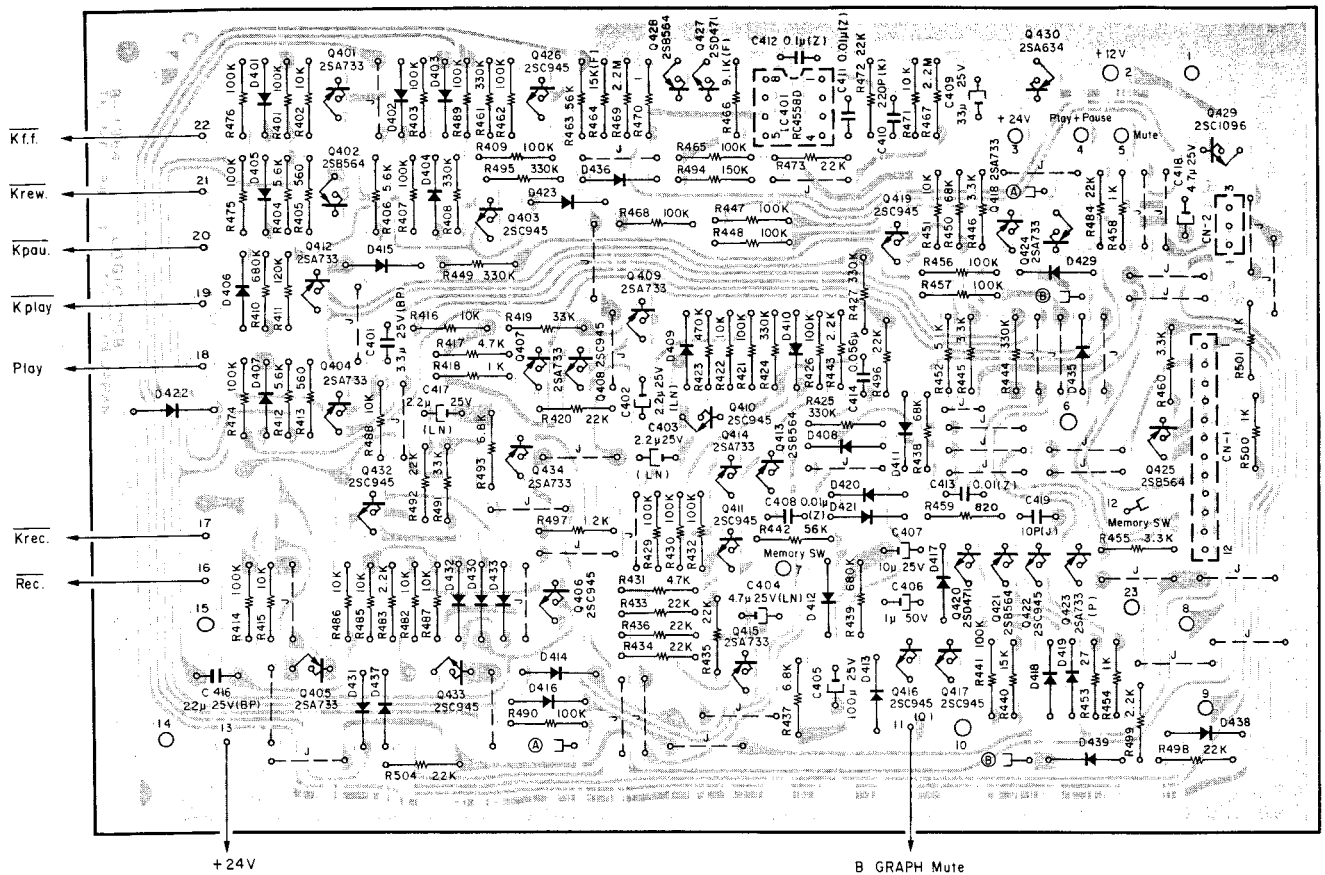 Q401
2SA733
Q426
2SC945
Q428
2SB564
Q427
2SD471
C412 0.1μ(Z)
C411 0.01μ(Z)
R472 22K
Q430
2SA634
+12V
2
1
R476 100K
D401
R401 100K
R402 10K
D402
R403 100K
D403
R489 100K
R461 330K
R462 100K
R463 56K
R464 15K(F)
R469 2.2M
R470
R466 9.1K(F)
8
5
4
IC401
RC4558D
C410 220P(K)
R471 10K
R467 2.2M
C409
33μ 25V
+24V
3
Play+Pause
4
Mute
5
Q429
2SC1096
Kf.f.
22
R409 100K
R495 330K
J
D436
R465 100K
R494 150K
R473 22K
J
C418
4.7μ 25V
Krew.
21
R475 100K
D405
R404 5.6K
R405 560
Q402
2SB564
R406 5.6K
R407 100K
D404
R408 330K
D423
Q403
2SC945
R468 100K
R447 100K
R448 100K
Q419
2SC945
R451 10K
R450 68K
R446 3.3K
Q418 2SA733
A
Q424
2SA733
R484 22K
R458 1K
J
J
3
CN-2
1
Kpau.
20
Q412
2SA733
D415
R449 330K
Q409
2SA733
R427 330K
R456 100K
R457 100K
D429
B
J
Kplay
19
D406
R410 680K
R411 120K
J
C401
3.3μ 25V(BP)
R416 10K
R417 4.7K
R418 1K
R419 33K
Q407
2SA733
Q408 2SC945
J
C402
2.2μ 25V
(LN)
D409
R423 470K
R422 10K
R421 100K
R424 330K
D410
R426 100K
R443 2.2K
C414 0.056μ
R496 22K
R452 5.1K
R445 3.3K
R444 330K
J
D435
J
R460 3.3K
R501 1K
Play
18
D422
R474 100K
D407
R412 5.6K
R413 560
Q404
2SA733
R488 10K
J
C417
2.2μ 25V
(LN)
R420 22K
C403
2.2μ25V
(LN)
Q410
2SC945
Q414
2SA733
Q413
2SB564
R425
330K
D408
J
D411
R438 68K
J
6
Q425
2SB564
R500 1K
CN-1
12
Q432
2SC945
R492 22K
R491 33K
R493 6.8K
Q434
2SA733
J
D420
D421
C413 0.01(Z)
R459 820
C419
10P(J)
12
Memory SW
R455 3.3K
Krec.
17
R497 1.2K
J
R429 100K
R430 100K
R432 100K
Q411
2SC945
C408 0.01μ
(Z)
R442 56K
Memory SW
7
C407
10μ 25V
C406
1μ 50V
D417
Q420
2SD471
Q421
2SB564
Q422
2SC945
Q423
2SA733
(P)
23
J
8
Rec.
16
15
R414 100K
R415 10K
J
R486 10K
R485 10K
R483 2.2K
R482 10K
R487 10K
D432
D430
D433
J
Q406
2SC945
R431 4.7K
R433 22K
R436 22K
R434 22K
C404
4.7μ25V(LN)
R435 22K
Q415
2SA733
D412
R439 680K
C416
22μ 25V(BP)
Q405
2SA733
D431
D437
Q433
2SC945
D414
D416
R490 100K
A
J
R437 6.8K
C405
100μ 25V
D413
Q416
2SC945
Q417
2SC945
(Q)
R441 100K
R440 15K
D418
D419
R453 27
R454 1K
J
9
14
13
J
R504 22K
11
10
B
D439
R499 2.2K
D438
R498 22K
+24V
B GRAPH Mute